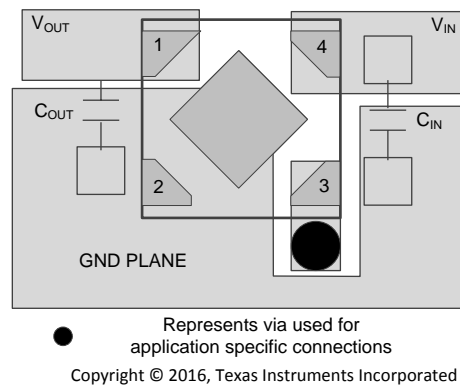 VOUT
1
4
VIN
COUT
CIN
2
3
GND PLANE
Represents via used for
application specific connections
Copyright © 2016, Texas Instruments Incorporated